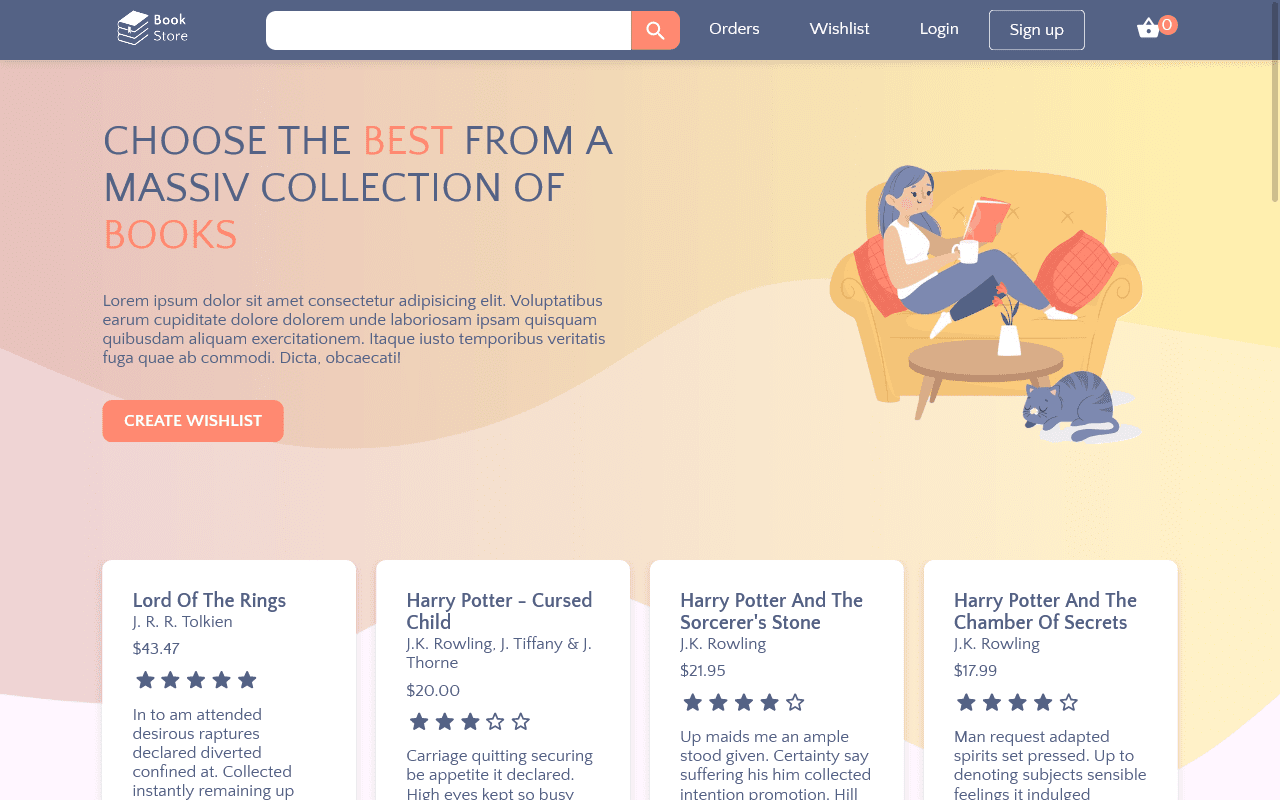 Book
Store
Orders
Wishlist
Login
Sign up
0
CHOOSE THE BEST FROM A
MASSIV COLLECTION OF
BOOKS
Lorem ipsum dolor sit amet consectetur adipisicing elit. Voluptatibus
earum cupiditate dolore dolorem unde laboriosam ipsam quisquam
quibusdam aliquam exercitationem. Itaque iusto temporibus veritatis
fuga quae ab commodi. Dicta, obcaecati!
CREATE WISHLIST
Lord Of The Rings
J. R. R. Tolkien
$43.47
In to am attended
desirous raptures
declared diverted
confined at. Collected
instantly remaining up
Harry Potter - Cursed
Child
J.K. Rowling, J. Tiffany & J.
Thorne
$20.00
Carriage quitting securing
be appetite it declared.
High eyes kept so busy
Harry Potter And The
Sorcerer's Stone
J.K. Rowling
$21.95
Up maids me an ample
stood given. Certainty say
suffering his him collected
intention promotion. Hill
Harry Potter And The
Chamber Of Secrets
J.K. Rowling
$17.99
Man request adapted
spirits set pressed. Up to
denoting subjects sensible
feelings it indulged